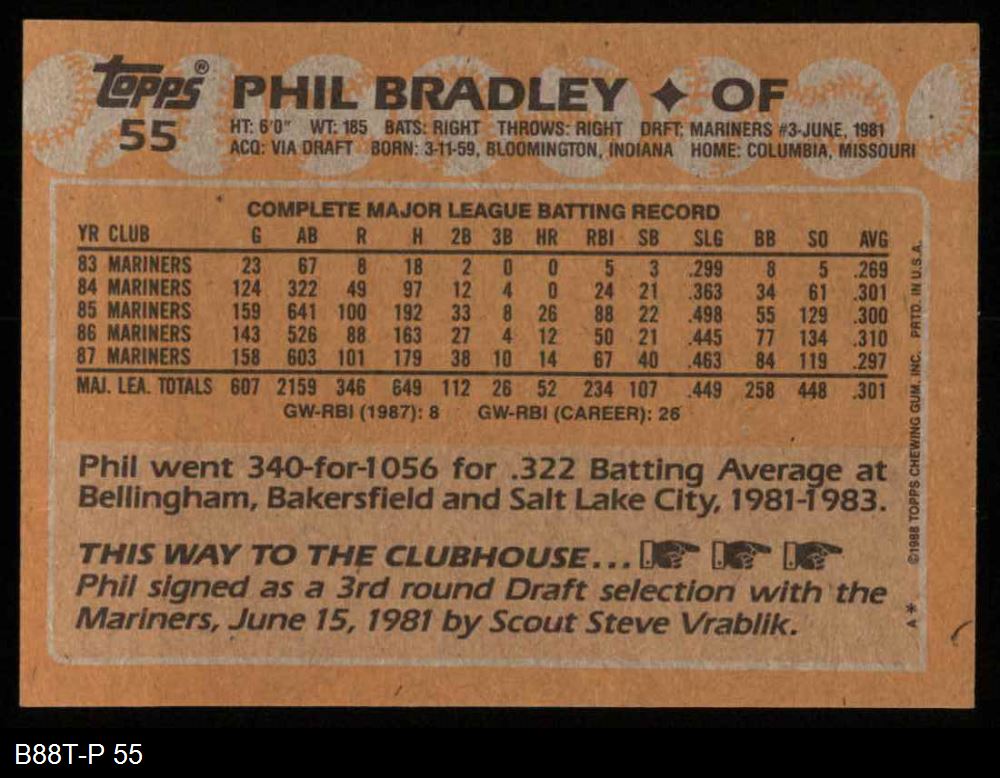 Topps® PHIL BRADLEY ✦ OF
55
HT: 6'0" WT: 185 BATS: RIGHT THROWS: RIGHT DRFT: MARINERS #3-JUNE, 1981
ACQ: VIA DRAFT BORN: 3-11-59, BLOOMINGTON, INDIANA HOME: COLUMBIA, MISSOURI
COMPLETE MAJOR LEAGUE BATTING RECORD
YR CLUB G AB R H 2B 3B HR RBI SB SLG BB SO AVG
83 MARINERS 23 67 8 18 2 0 0 5 3 .299 8 5 .269
84 MARINERS 124 322 49 97 12 4 0 24 21 .363 34 61 .301
85 MARINERS 159 641 100 192 33 8 26 88 22 .498 55 129 .300
86 MARINERS 143 526 88 163 27 4 12 50 21 .445 77 134 .310
87 MARINERS 158 603 101 179 38 10 14 67 40 .463 84 119 .297
MAJ. LEA. TOTALS 607 2159 346 649 112 26 52 234 107 .449 258 448 .301
GW-RBI (1987): 8 GW-RBI (CAREER): 26
Phil went 340-for-1056 for .322 Batting Average at
Bellingham, Bakersfield and Salt Lake City, 1981-1983.
THIS WAY TO THE CLUBHOUSE...
Phil signed as a 3rd round Draft selection with the
Mariners, June 15, 1981 by Scout Steve Vrablik.
©1988 TOPPS CHEWING GUM, INC. PRTD. IN U.S.A.
A*
B88T-P 55